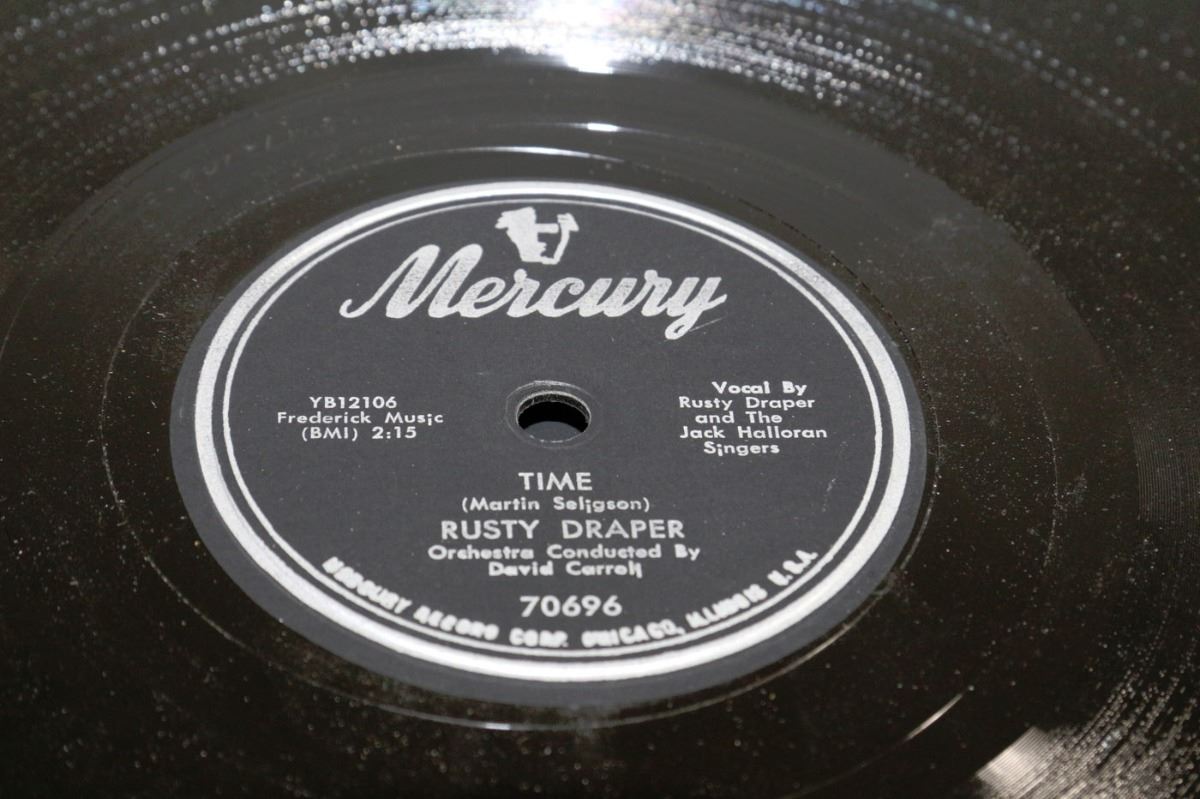 Mercury
YB12106
Frederick Music
(BMI) 2:15
Vocal By
Rusty Draper
and The
Jack Halloran
Singers
TIME
(Martin Seligson)
RUSTY DRAPER
Orchestra Conducted By
David Carroll
70696
MERCURY RECORD CORP. CHICAGO, ILLINOIS U.S.A.